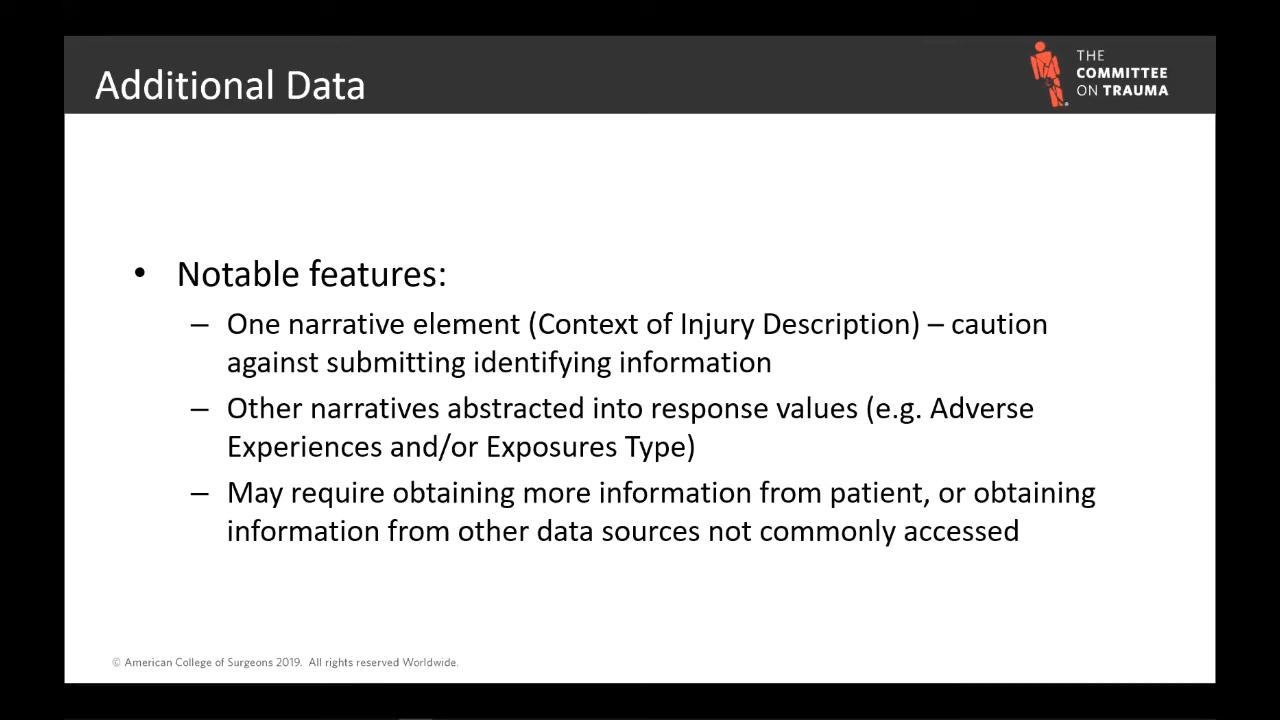 Additional Data
THE
COMMITTEE
ON TRAUMA
• Notable features:
– One narrative element (Context of Injury Description) – caution
against submitting identifying information
– Other narratives abstracted into response values (e.g. Adverse
Experiences and/or Exposures Type)
– May require obtaining more information from patient, or obtaining
information from other data sources not commonly accessed
© American College of Surgeons 2019. All rights reserved Worldwide.